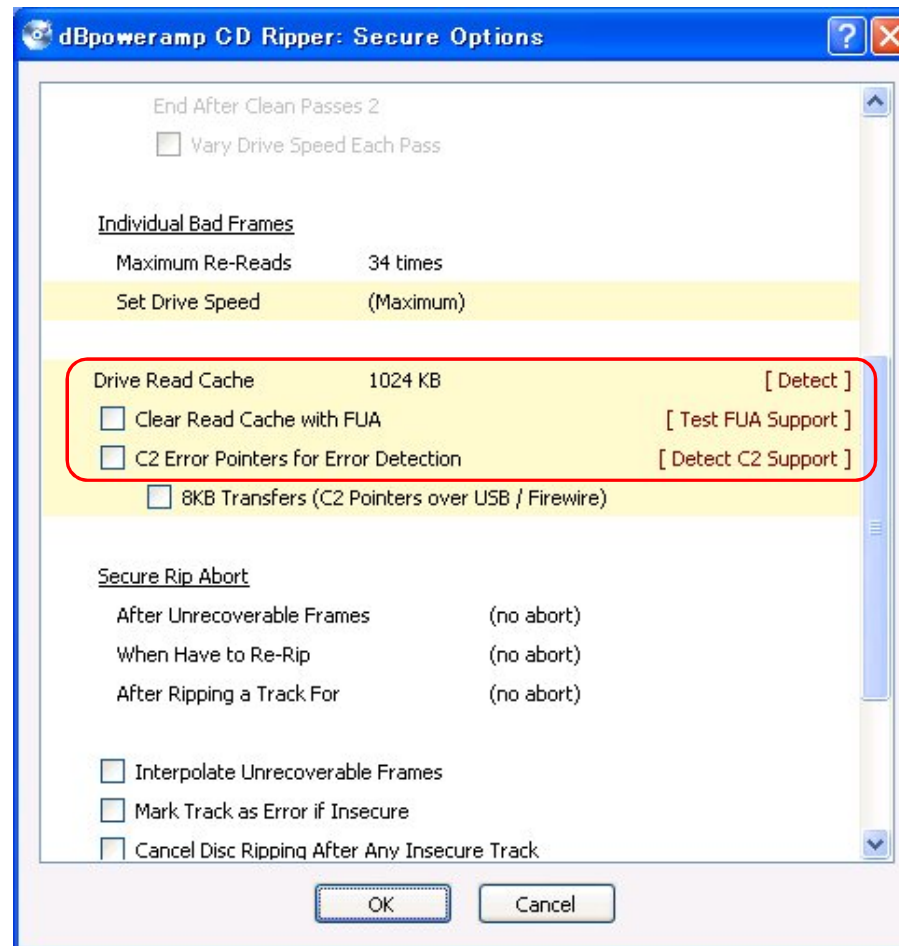 dBpoweramp CD Ripper: Secure Options
End After Clean Passes 2
Vary Drive Speed Each Pass
Individual Bad Frames
Maximum Re-Reads 34 times
Set Drive Speed (Maximum)
Drive Read Cache 1024 KB [ Detect ]
Clear Read Cache with FUA [ Test FUA Support ]
C2 Error Pointers for Error Detection [ Detect C2 Support ]
8KB Transfers (C2 Pointers over USB / Firewire)
Secure Rip Abort
After Unrecoverable Frames (no abort)
When Have to Re-Rip (no abort)
After Ripping a Track For (no abort)
Interpolate Unrecoverable Frames
Mark Track as Error if Insecure
Cancel Disc Ripping After Any Insecure Track
OK Cancel